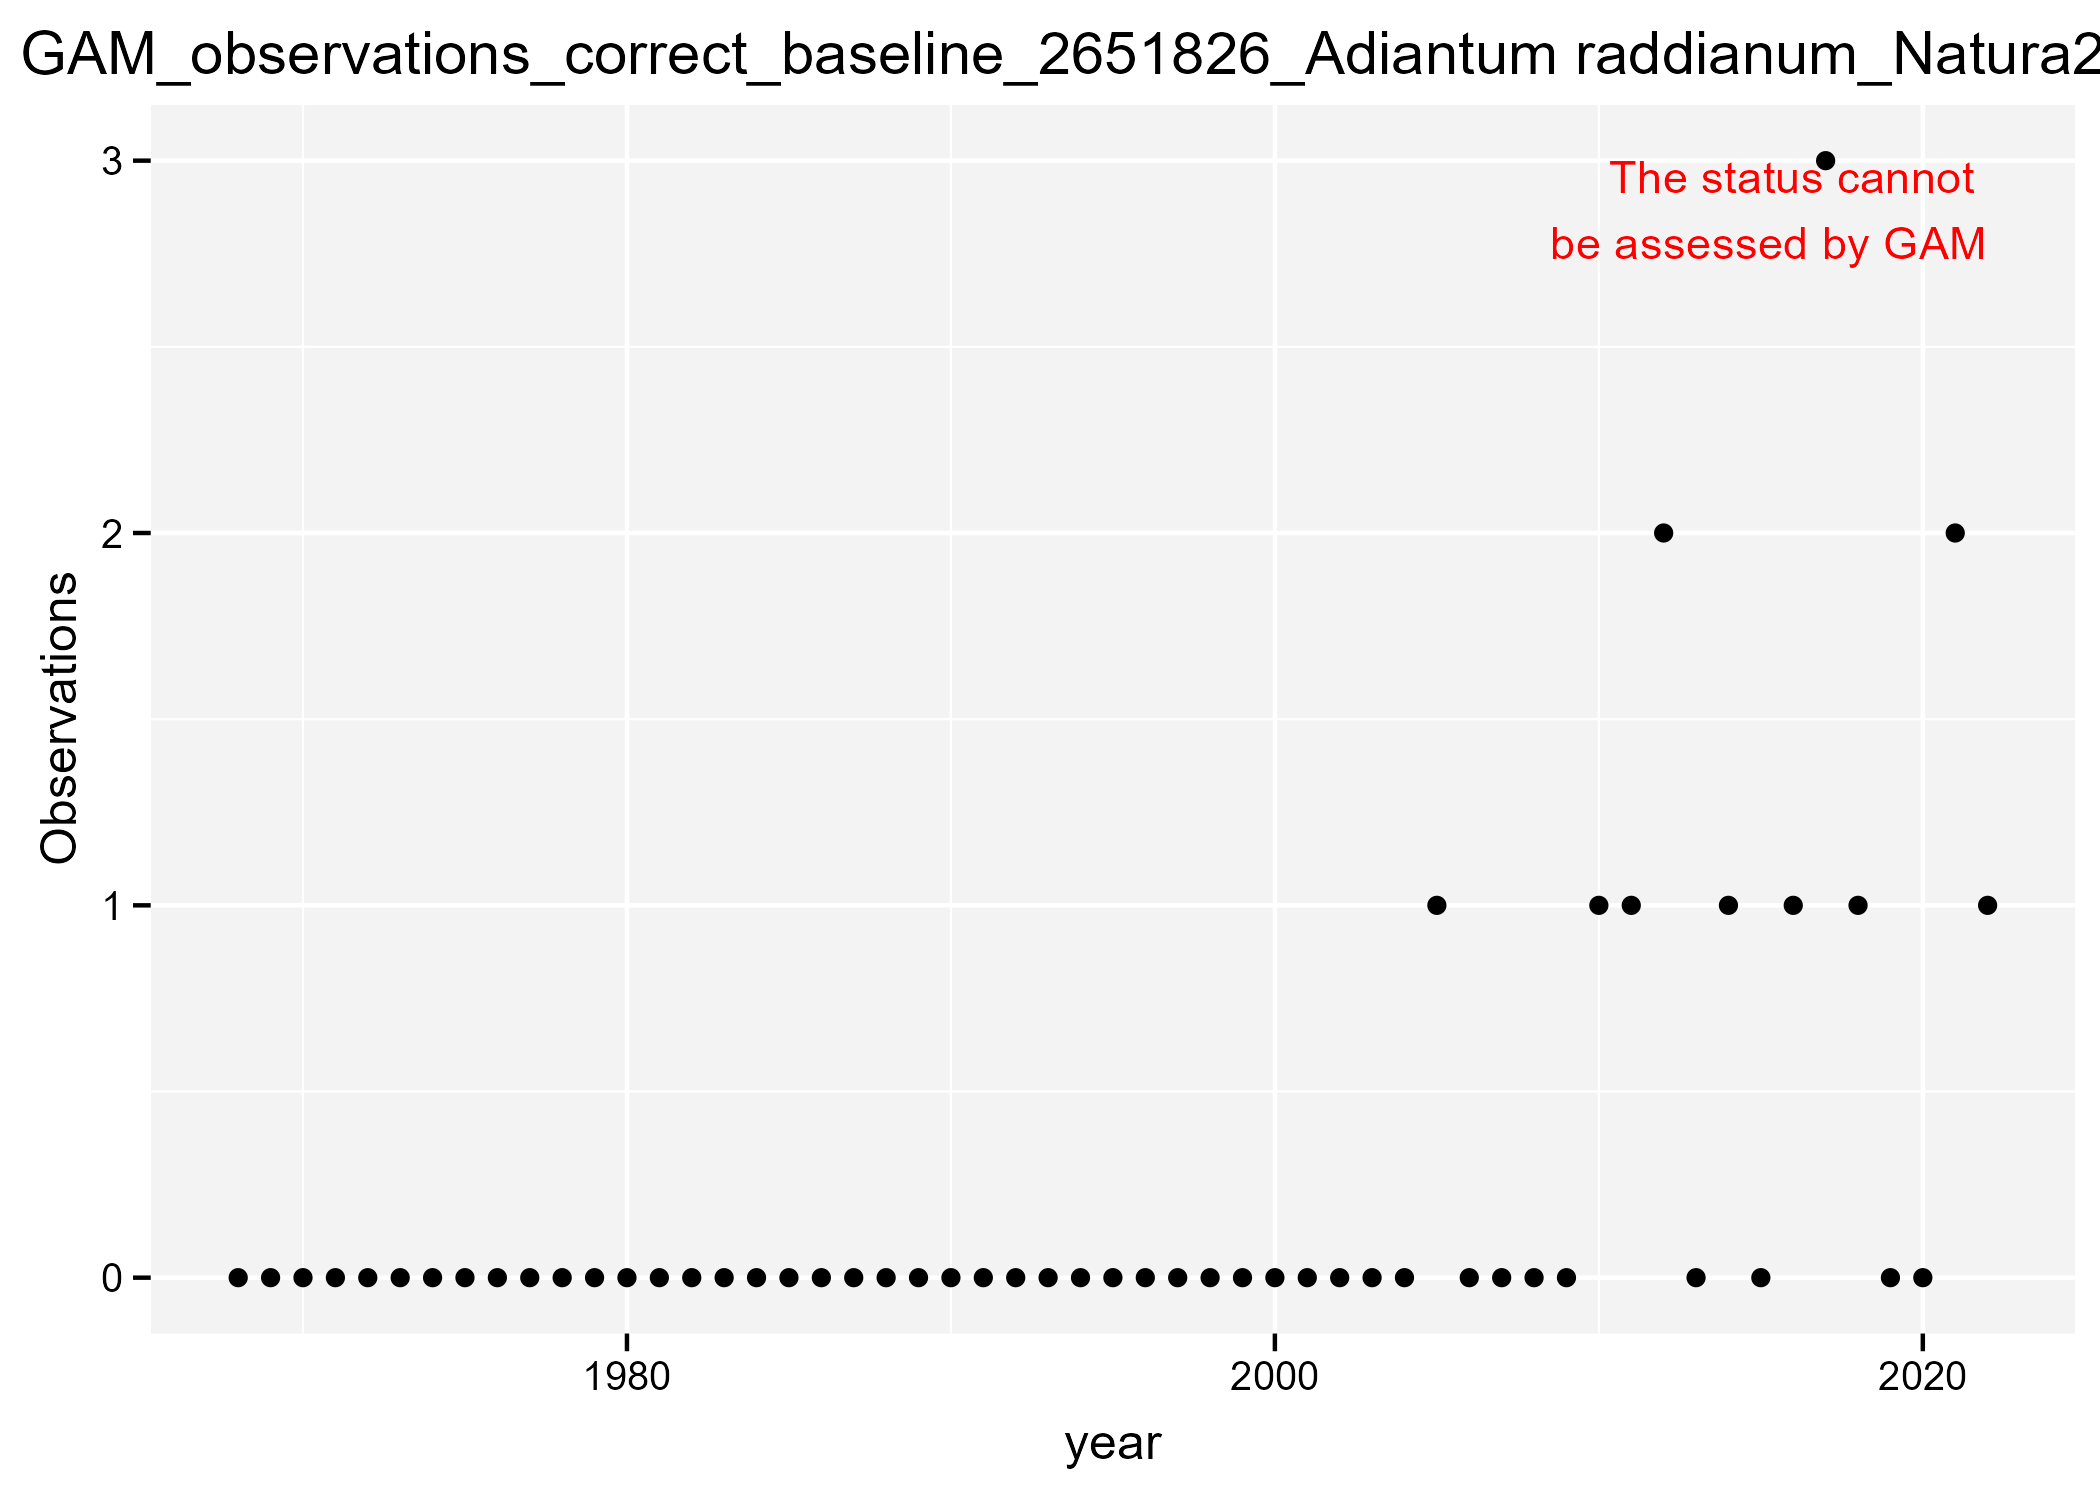 GAM_observations_correct_baseline_2651826_Adiantum raddianum_Natura2
3
The status cannot
be assessed by GAM
2
Observations
1
0
1980 2000 2020
year